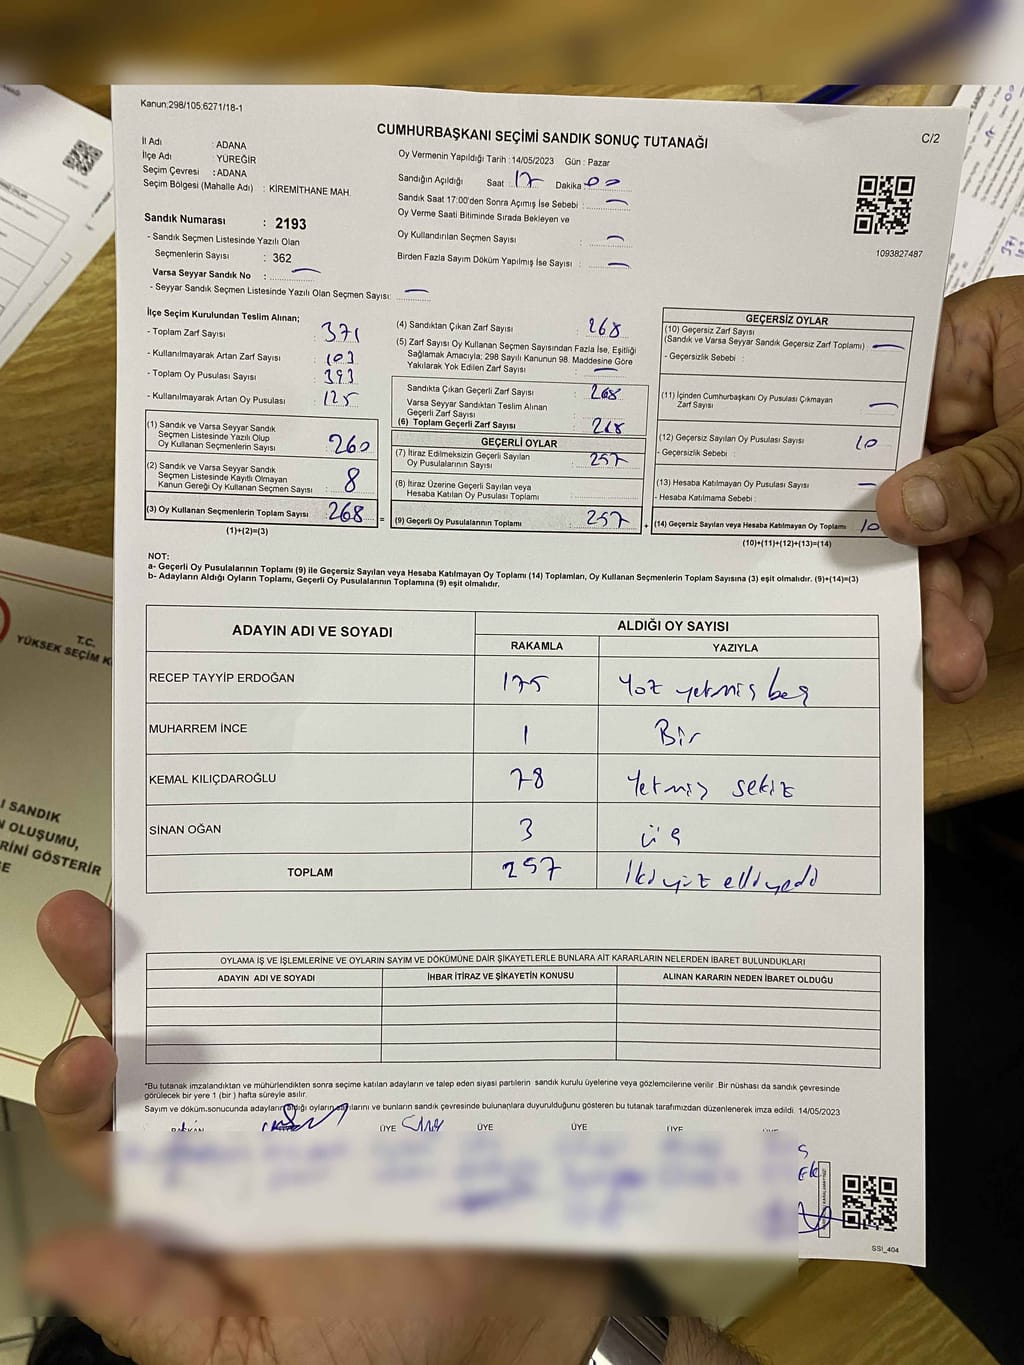 Kanun;298/105.6271/18-1
CUMHURBAŞKANI SEÇİMİ SANDIK SONUÇ TUTANAĞI
C/2
İl Adı : ADANA
İlçe Adı : YÜREĞİR
Seçim Çevresi : ADANA
Seçim Bölgesi (Mahalle Adı) : KİREMİTHANE MAH.
Oy Vermenin Yapıldığı Tarih : 14/05/2023 Gün : Pazar
Sandığın Açıldığı Saat 17 Dakika 00
Sandık Saat 17:00'den Sonra Açımış İse Sebebi : —
Oy Verme Saati Bitiminde Sırada Bekleyen ve
Oy Kullandırılan Seçmen Sayısı : —
Birden Fazla Sayım Döküm Yapılmış İse Sayısı : —
1093827487
Sandık Numarası : 2193
- Sandık Seçmen Listesinde Yazılı Olan
Seçmenlerin Sayısı : 362
Varsa Seyyar Sandık No : —
- Seyyar Sandık Seçmen Listesinde Yazılı Olan Seçmen Sayısı: —
İlçe Seçim Kurulundan Teslim Alınan;
- Toplam Zarf Sayısı 371
- Kullanılmayarak Artan Zarf Sayısı 103
- Toplam Oy Pusulası Sayısı 393
- Kullanılmayarak Artan Oy Pusulası 125
(1) Sandık ve Varsa Seyyar Sandık
Seçmen Listesinde Yazılı Olup
Oy Kullanan Seçmenlerin Sayısı 260
(2) Sandık ve Varsa Seyyar Sandık
Seçmen Listesinde Kayıtlı Olmayan
Kanun Gereği Oy Kullanan Seçmen Sayısı 8
(3) Oy Kullanan Seçmenlerin Toplam Sayısı 268
(1)+(2)=(3)
(4) Sandıktan Çıkan Zarf Sayısı : 268
(5) Zarf Sayısı Oy Kullanan Seçmen Sayısından Fazla İse, Eşitliği
Sağlamak Amacıyla; 298 Sayılı Kanunun 98. Maddesine Göre
Yakılarak Yok Edilen Zarf Sayısı : —
Sandıkta Çıkan Geçerli Zarf Sayısı : 268
Varsa Seyyar Sandıktan Teslim Alınan
Geçerli Zarf Sayısı :
(6) Toplam Geçerli Zarf Sayısı : 268
GEÇERLİ OYLAR
(7) İtiraz Edilmeksizin Geçerli Sayılan
Oy Pusulalarının Sayısı : 257
(8) İtiraz Üzerine Geçerli Sayılan veya
Hesaba Katılan Oy Pusulası Toplamı :
= (9) Geçerli Oy Pusulalarının Toplamı : 257
GEÇERSİZ OYLAR
(10) Geçersiz Zarf Sayısı
(Sandık ve Varsa Seyyar Sandık Geçersiz Zarf Toplamı) —
- Geçersizlik Sebebi :
(11) İçinden Cumhurbaşkanı Oy Pusulası Çıkmayan
Zarf Sayısı —
(12) Geçersiz Sayılan Oy Pusulası Sayısı 10
- Geçersizlik Sebebi :
(13) Hesaba Katılmayan Oy Pusulası Sayısı —
- Hesaba Katılmama Sebebi :
+ (14) Geçersiz Sayılan veya Hesaba Katılmayan Oy Toplamı 10
(10)+(11)+(12)+(13)=(14)
NOT:
a- Geçerli Oy Pusulalarının Toplamı (9) ile Geçersiz Sayılan veya Hesaba Katılmayan Oy Toplamı (14) Toplamları, Oy Kullanan Seçmenlerin Toplam Sayısına (3) eşit olmalıdır. (9)+(14)=(3)
b- Adayların Aldığı Oyların Toplamı, Geçerli Oy Pusulalarının Toplamına (9) eşit olmalıdır.
ADAYIN ADI VE SOYADI ALDIĞI OY SAYISI
RAKAMLA YAZIYLA
RECEP TAYYİP ERDOĞAN 175 Yüz yetmiş beş
MUHARREM İNCE 1 Bir
KEMAL KILIÇDAROĞLU 78 Yetmiş sekiz
SİNAN OĞAN 3 üç
TOPLAM 257 İki yüz elli yedi
OYLAMA İŞ VE İŞLEMLERİNE VE OYLARIN SAYIM VE DÖKÜMÜNE DAİR ŞİKAYETLERLE BUNLARA AİT KARARLARIN NELERDEN İBARET BULUNDUKLARI
ADAYIN ADI VE SOYADI İHBAR İTİRAZ VE ŞİKAYETİN KONUSU ALINAN KARARIN NEDEN İBARET OLDUĞU
*Bu tutanak imzalandıktan ve mühürlendikten sonra seçime katılan adayların ve talep eden siyasi partilerin sandık kurulu üyelerine veya gözlemcilerine verilir .Bir nüshası da sandık çevresinde
görülecek bir yere 1 (bir ) hafta süreyle asılır.
Sayım ve döküm.sonucunda adayların aldığı oyların sayılarını ve bunların sandık çevresinde bulunanlara duyurulduğunu gösteren bu tutanak tarafımızdan düzenlenerek imza edildi. 14/05/2023
BAŞKAN ÜYE ÜYE ÜYE ÜYE
SSI_404
T.C.
YÜKSEK SEÇİM K
I SANDIK
N OLUŞUMU,
RİNİ GÖSTERİR
GE